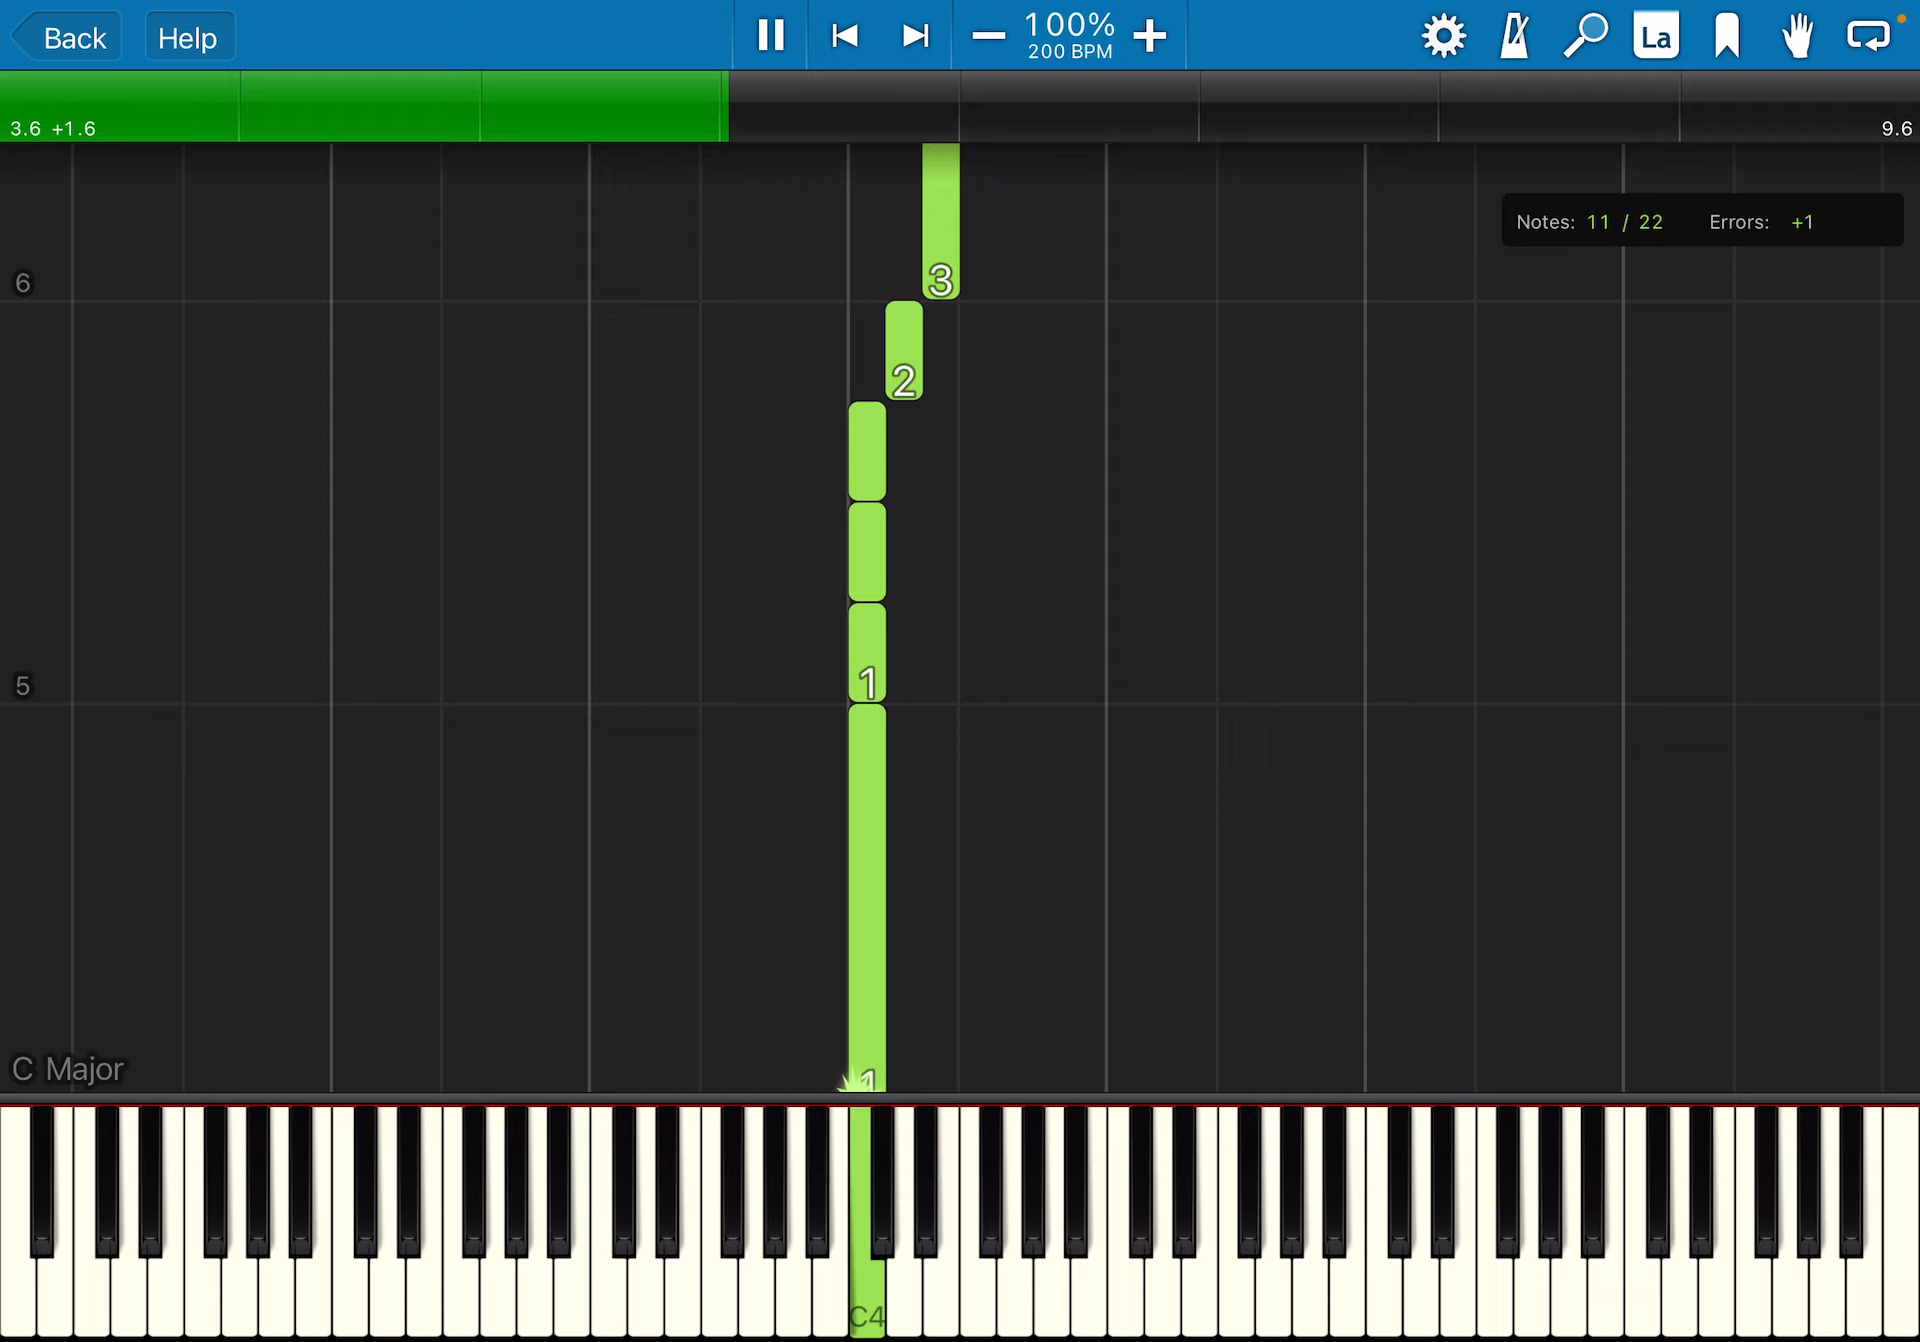 Back
Help
100%
200 BPM
La
3.6 +1.6
9.6
Notes: 11 / 22 Errors: +1
3
6
2
1
5
C Major
1
C4